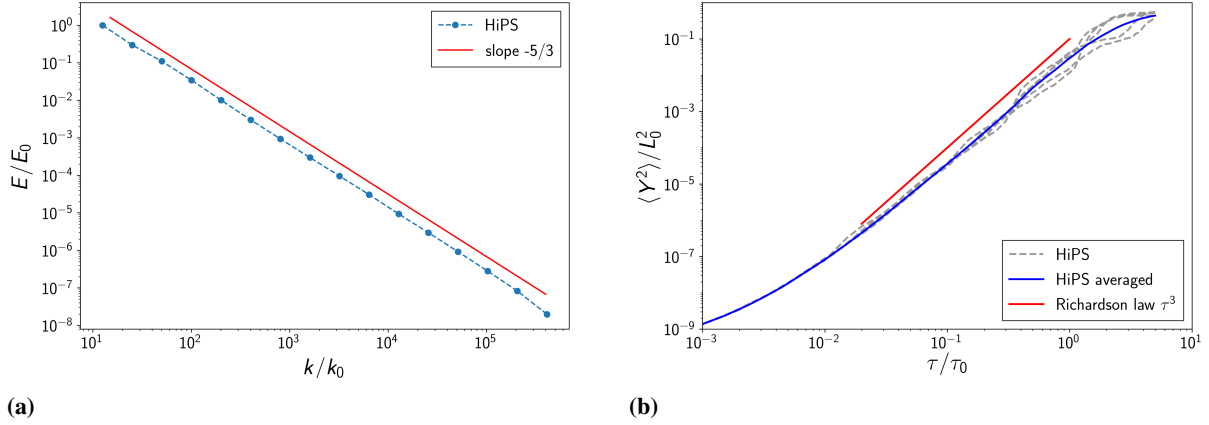 10^0
10^-1
10^-2
10^-3
10^-4
10^-5
10^-6
10^-7
10^-8
E/E_0
10^1
10^2
10^3
10^4
10^5
k/k_0
HiPS
slope -5/3
(a)
10^-1
10^-3
10^-5
10^-7
10^-9
⟨Y^2⟩/L_0^2
10^-3
10^-2
10^-1
10^0
10^1
τ/τ_0
HiPS
HiPS averaged
Richardson law τ^3
(b)